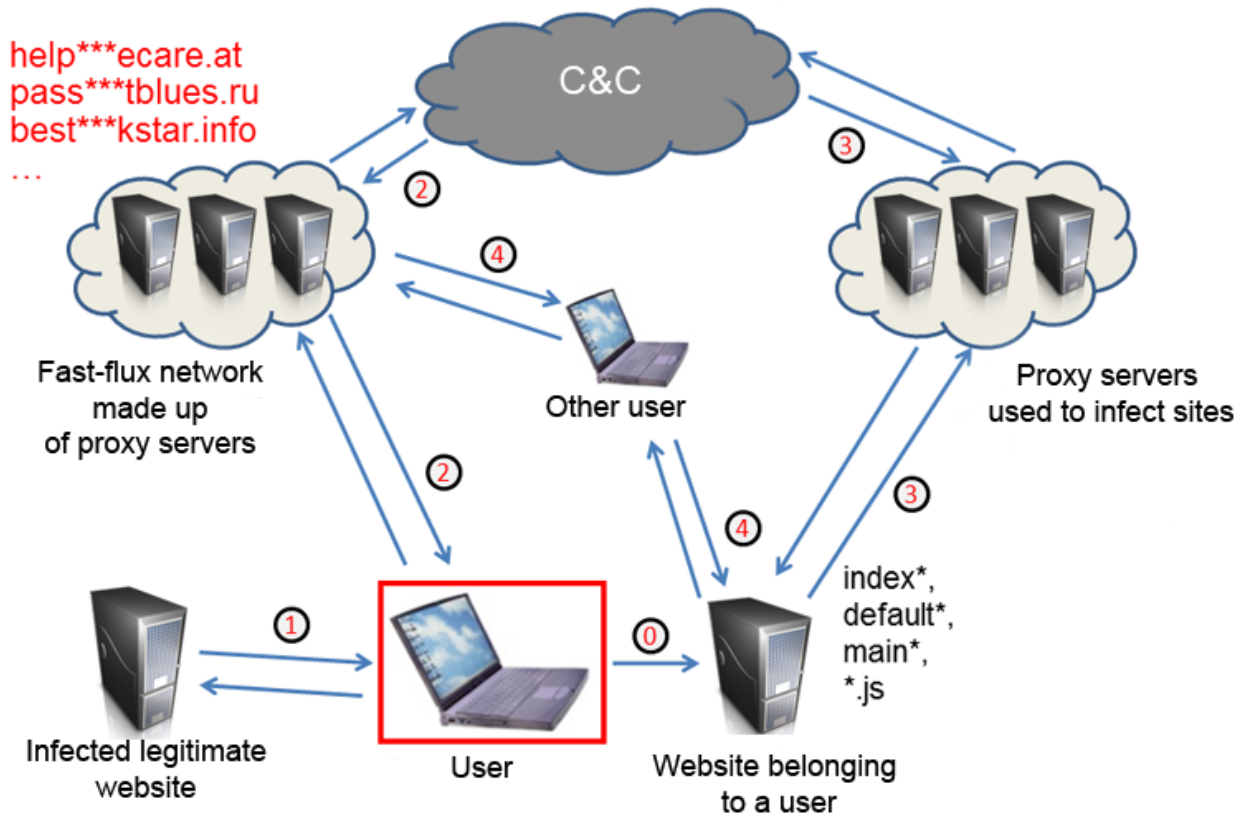 help***ecare.at
pass***tblues.ru
best***kstar.info
...
C&C
3
2
4
Fast-flux network
made up
of proxy servers
Other user
Proxy servers
used to infect sites
2
3
4
index*,
default*,
main*,
*.js
1
0
Infected legitimate
website
User
Website belonging
to a user